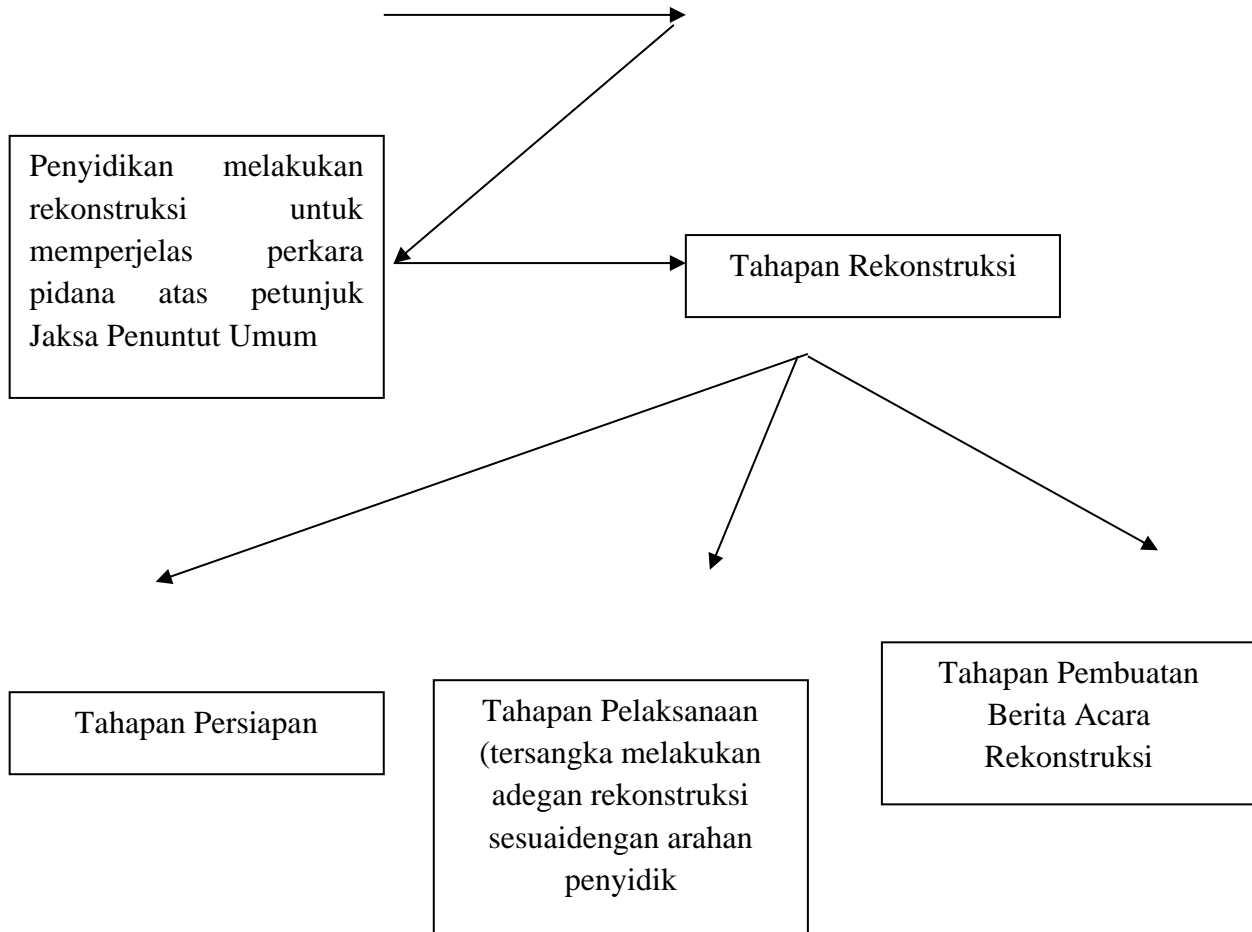 Penyidikan melakukan
rekonstruksi untuk
memperjelas perkara
pidana atas petunjuk
Jaksa Penuntut Umum
Tahapan Rekonstruksi
Tahapan Persiapan
Tahapan Pelaksanaan
(tersangka melakukan
adegan rekonstruksi
sesuaidengan arahan
penyidik
Tahapan Pembuatan
Berita Acara
Rekonstruksi